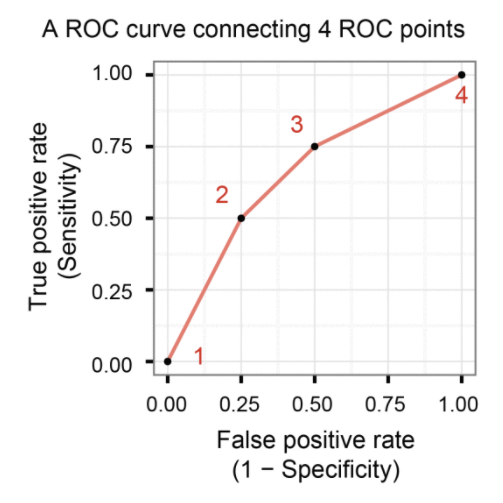 A ROC curve connecting 4 ROC points
True positive rate
(Sensitivity)
1.00
0.75
0.50
0.25
0.00
1
2
3
4
0.00 0.25 0.50 0.75 1.00
False positive rate
(1 − Specificity)